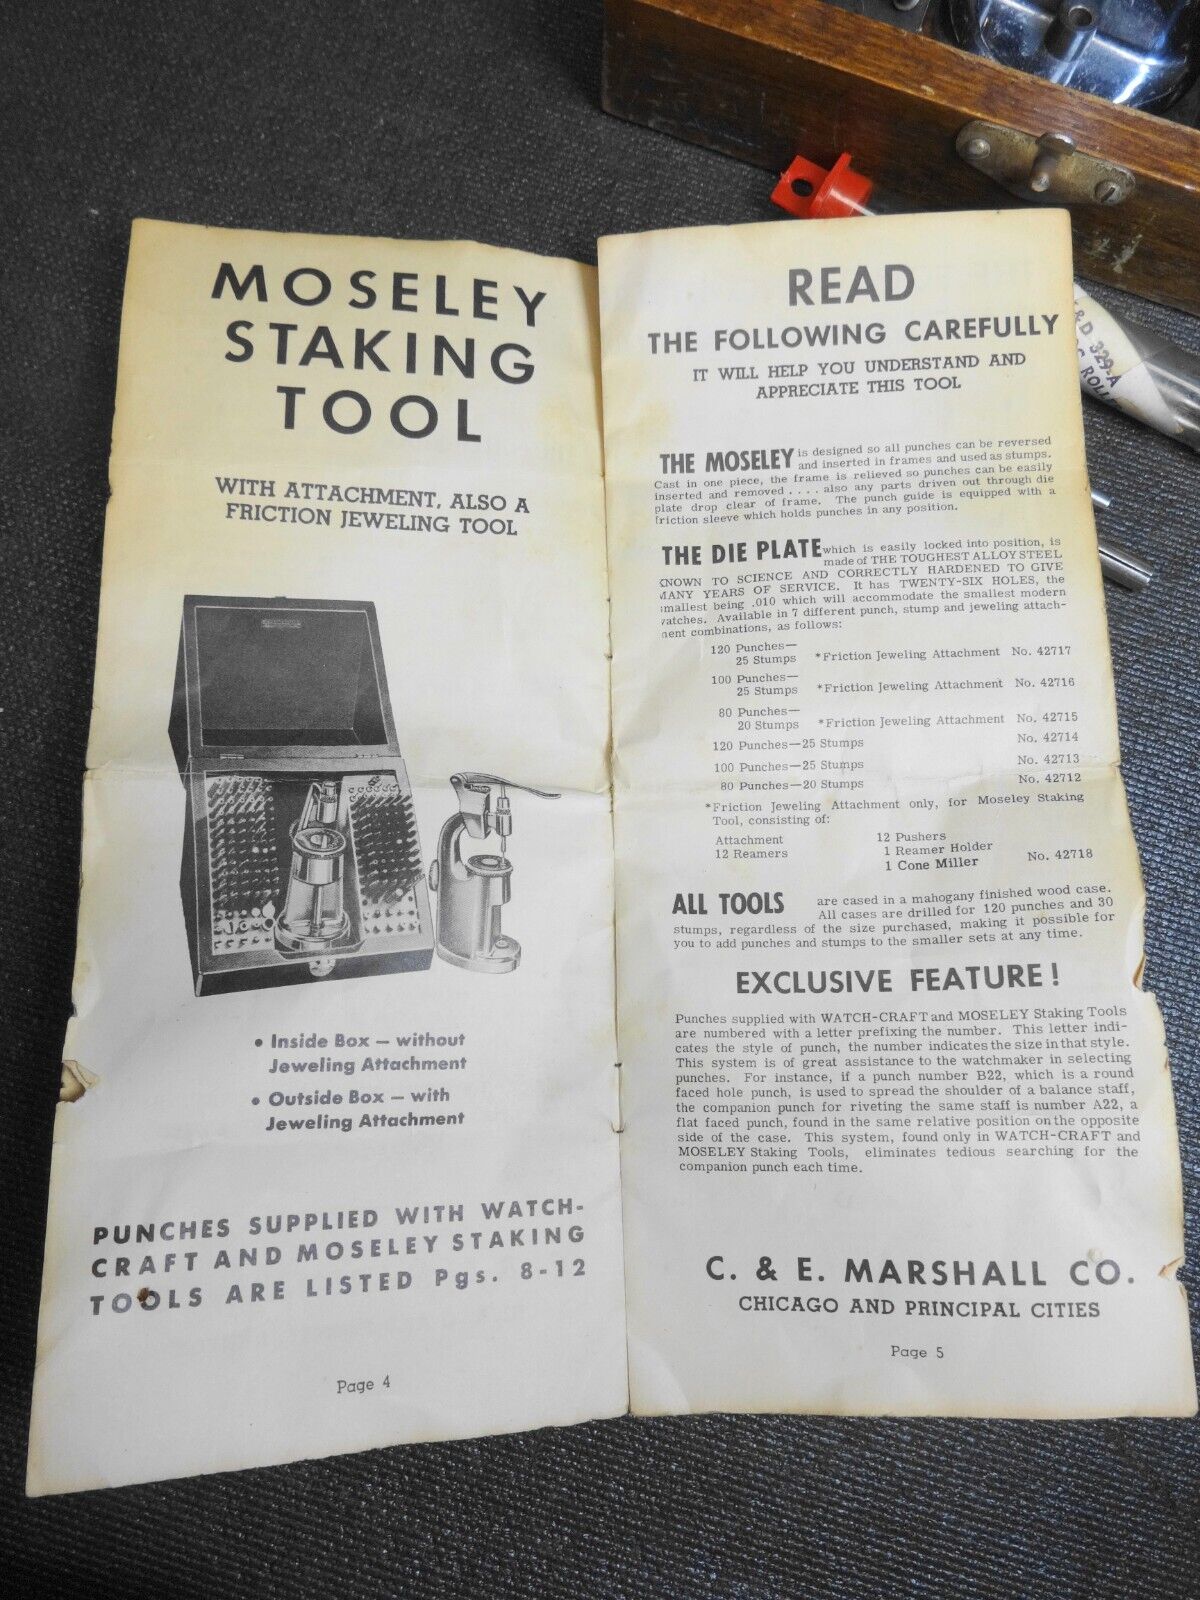 MOSELEY
STAKING
TOOL
WITH ATTACHMENT, ALSO A
FRICTION JEWELING TOOL
• Inside Box — without
Jeweling Attachment
• Outside Box — with
Jeweling Attachment
PUNCHES SUPPLIED WITH WATCH-
CRAFT AND MOSELEY STAKING
TOOLS ARE LISTED Pgs. 8-12
Page 4
READ
THE FOLLOWING CAREFULLY
IT WILL HELP YOU UNDERSTAND AND
APPRECIATE THIS TOOL
THE MOSELEY is designed so all punches can be reversed
and inserted in frames and used as stumps.
Cast in one piece, the frame is relieved so punches can be easily
inserted and removed . . . . also any parts driven out through die
plate drop clear of frame. The punch guide is equipped with a
friction sleeve which holds punches in any position.
THE DIE PLATE which is easily locked into position, is
made of THE TOUGHEST ALLOY STEEL
KNOWN TO SCIENCE AND CORRECTLY HARDENED TO GIVE
MANY YEARS OF SERVICE. It has TWENTY-SIX HOLES, the
smallest being .010 which will accommodate the smallest modern
watches. Available in 7 different punch, stump and jeweling attach-
ment combinations, as follows:
120 Punches—
25 Stumps *Friction Jeweling Attachment No. 42717
100 Punches—
25 Stumps *Friction Jeweling Attachment No. 42716
80 Punches—
20 Stumps *Friction Jeweling Attachment No. 42715
120 Punches—25 Stumps No. 42714
100 Punches—25 Stumps No. 42713
80 Punches—20 Stumps No. 42712
*Friction Jeweling Attachment only, for Moseley Staking
Tool, consisting of:
Attachment 12 Pushers
12 Reamers 1 Reamer Holder
1 Cone Miller No. 42718
ALL TOOLS are cased in a mahogany finished wood case.
All cases are drilled for 120 punches and 30
stumps, regardless of the size purchased, making it possible for
you to add punches and stumps to the smaller sets at any time.
EXCLUSIVE FEATURE!
Punches supplied with WATCH-CRAFT and MOSELEY Staking Tools
are numbered with a letter prefixing the number. This letter indi-
cates the style of punch, the number indicates the size in that style.
This system is of great assistance to the watchmaker in selecting
punches. For instance, if a punch number B22, which is a round
faced hole punch, is used to spread the shoulder of a balance staff,
the companion punch for riveting the same staff is number A22, a
flat faced punch, found in the same relative position on the opposite
side of the case. This system, found only in WATCH-CRAFT and
MOSELEY Staking Tools, eliminates tedious searching for the
companion punch each time.
C. & E. MARSHALL CO.
CHICAGO AND PRINCIPAL CITIES
Page 5
&D 329-A